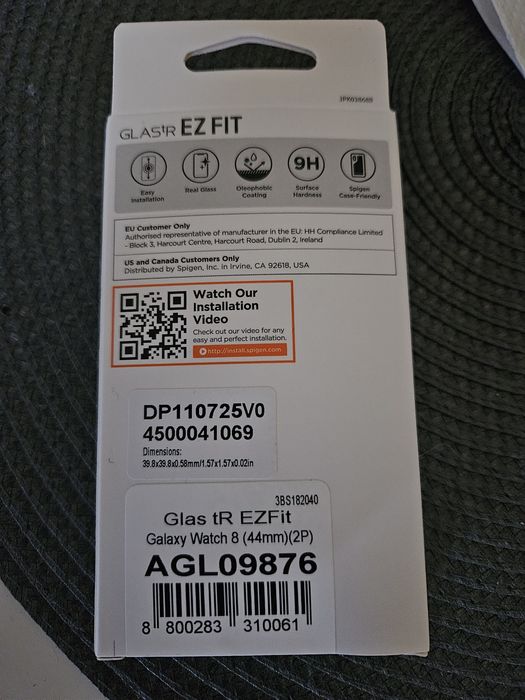 3PK038688
GLAS.tR EZ FIT
Easy
Installation
Real Glass
Oleophobic
Coating
9H
Surface
Hardness
Spigen
Case-Friendly
EU Customer Only
Authorised representative of manufacturer in the EU: HH Compliance Limited
- Block 3, Harcourt Centre, Harcourt Road, Dublin 2, Ireland
US and Canada Customers Only
Distributed by Spigen, Inc. in Irvine, CA 92618, USA
Watch Our
Installation
Video
Check out our video for any
easy and perfect installation.
http://install.spigen.com
DP110725V0
4500041069
Dimensions:
39.8x39.8x0.58mm/1.57x1.57x0.02in
3BS182040
Glas tR EZFit
Galaxy Watch 8 (44mm)(2P)
AGL09876
8 800283 310061